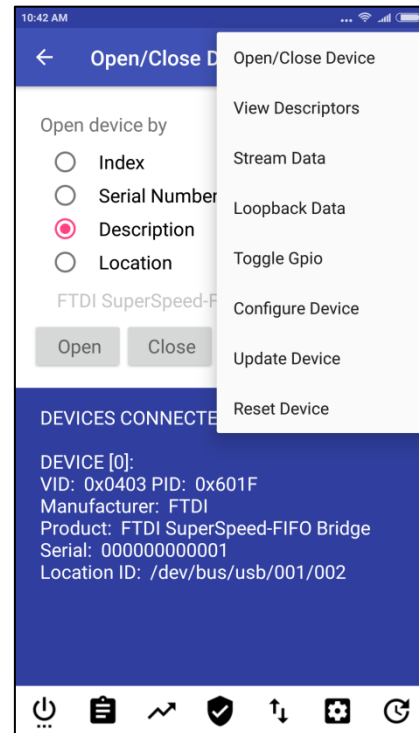 10:42 AM
Open/Close D
Open/Close Device
View Descriptors
Stream Data
Loopback Data
Toggle Gpio
Configure Device
Update Device
Reset Device
Open device by
Index
Serial Number
Description
Location
FTDI SuperSpeed-F
Open
Close
DEVICES CONNECTE
DEVICE [0]:
VID: 0x0403 PID: 0x601F
Manufacturer: FTDI
Product: FTDI SuperSpeed-FIFO Bridge
Serial: 000000000001
Location ID: /dev/bus/usb/001/002